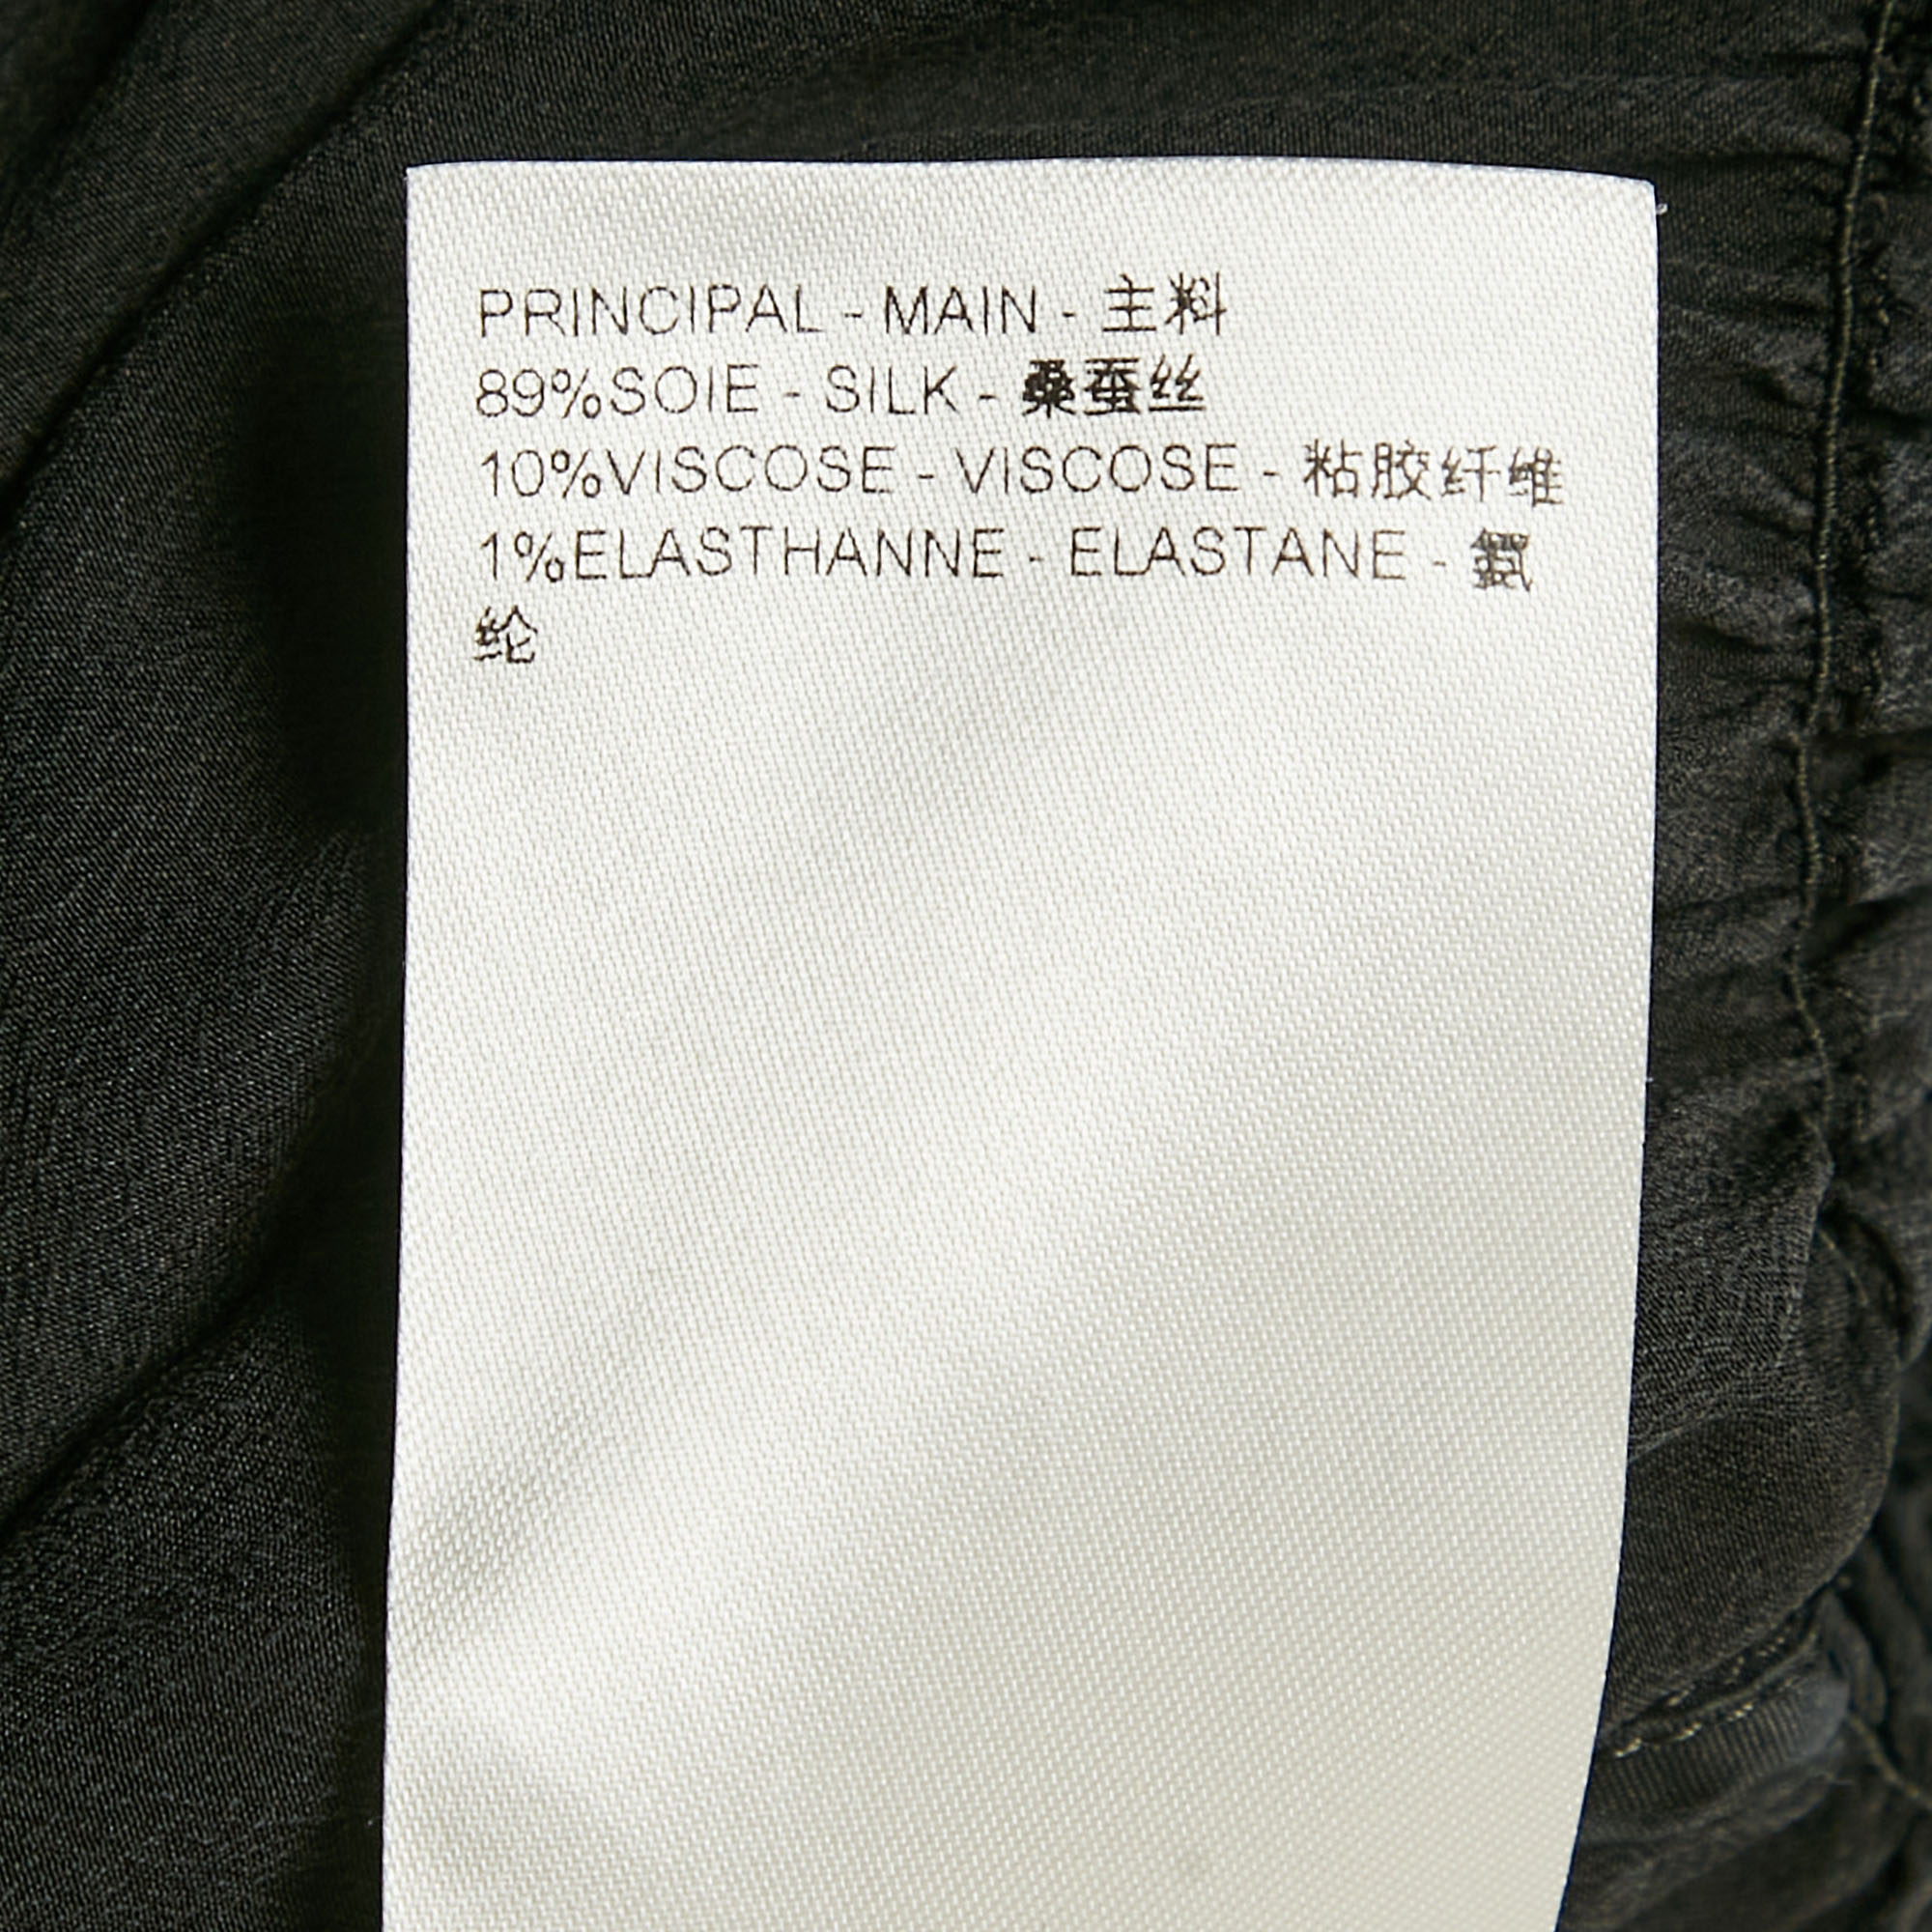 PRINCIPAL - MAIN - 主料
89%SOIE - SILK - 桑蚕丝
10%VISCOSE - VISCOSE - 粘胶纤维
1%ELASTHANNE - ELASTANE - 氨
纶